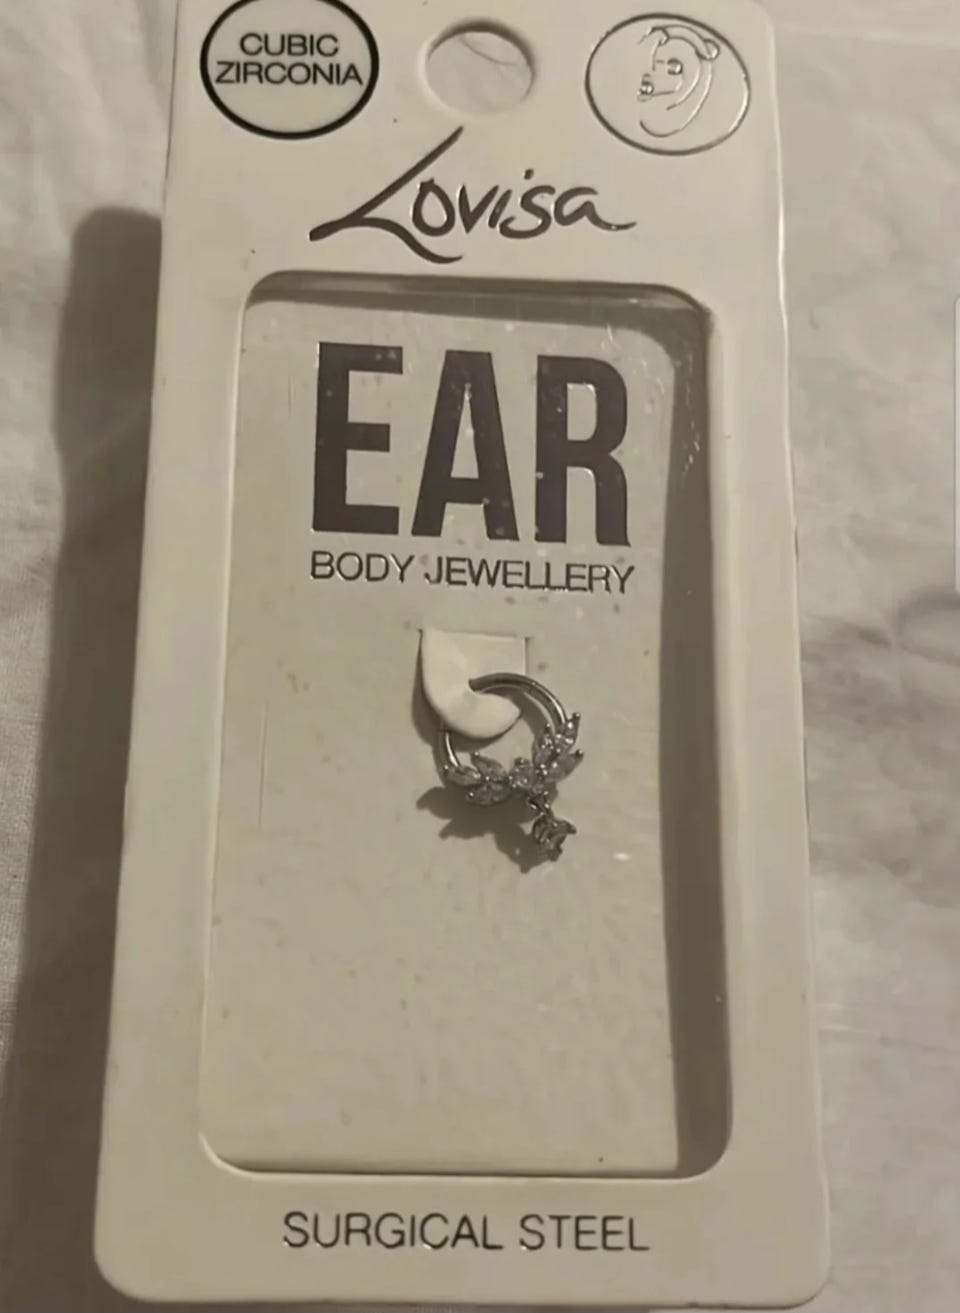 CUBIC
ZIRCONIA
Lovisa
EAR
BODY JEWELLERY
SURGICAL STEEL